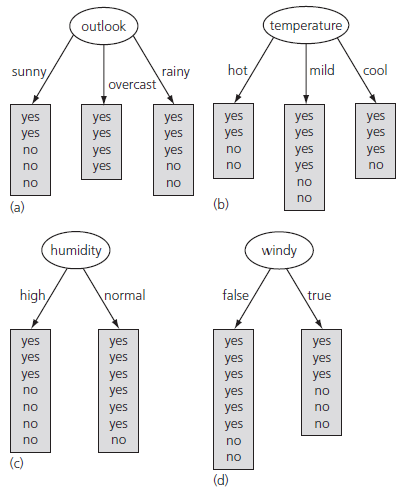 outlook
sunny
overcast
rainy
yes
yes
no
no
no
yes
yes
yes
yes
yes
yes
yes
no
no
(a)
temperature
hot
mild
cool
yes
yes
no
no
yes
yes
yes
yes
no
no
yes
yes
yes
no
(b)
humidity
high
normal
yes
yes
yes
no
no
no
no
yes
yes
yes
yes
yes
yes
no
(c)
windy
false
true
yes
yes
yes
yes
yes
yes
no
no
yes
yes
yes
no
no
no
(d)